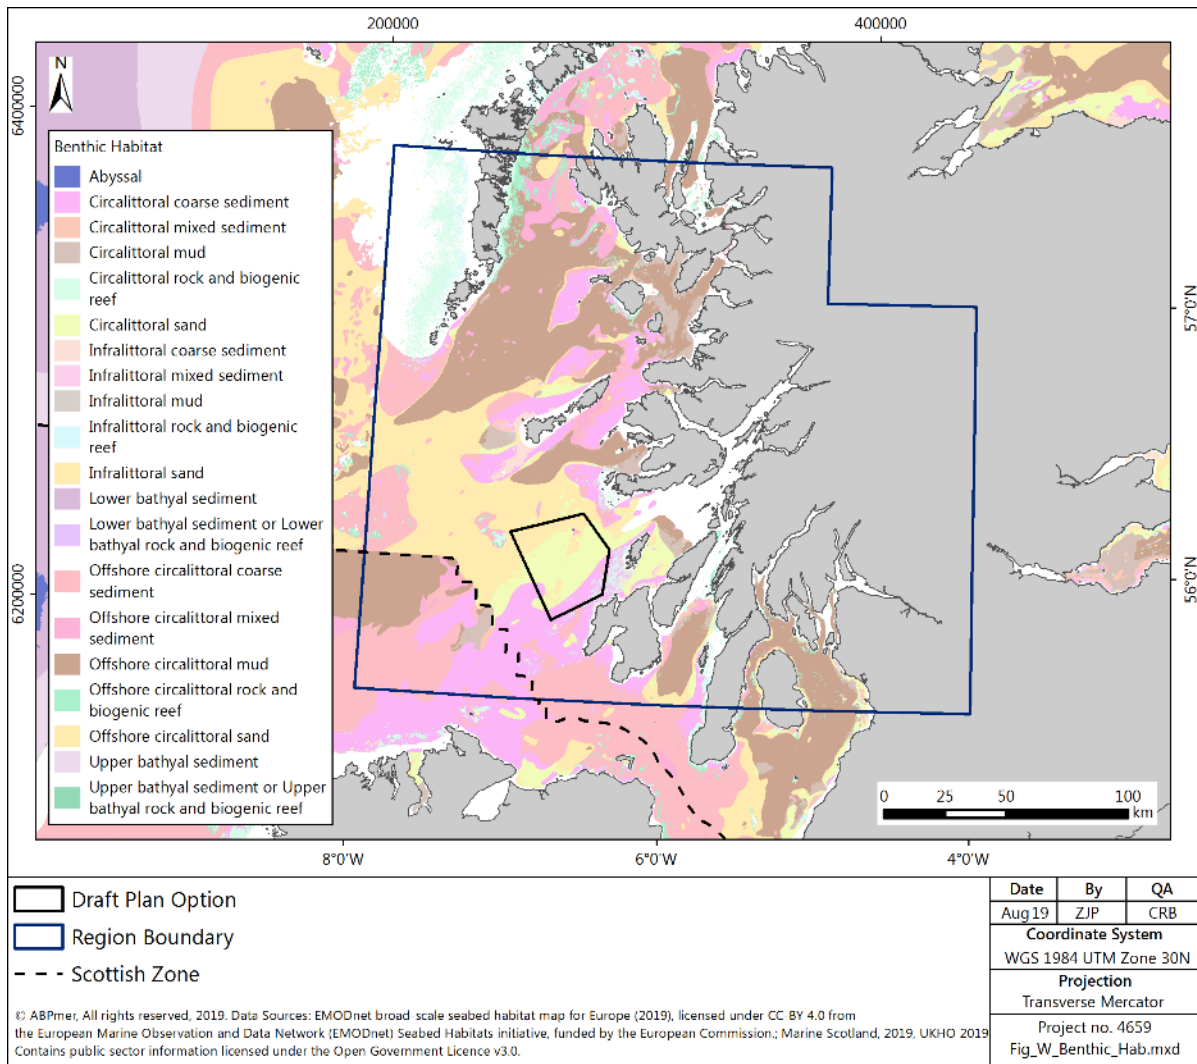 200000
400000
N
6400000
6200000
57°0'N
56°0'N
Benthic Habitat
Abyssal
Circalittoral coarse sediment
Circalittoral mixed sediment
Circalittoral mud
Circalittoral rock and biogenic
reef
Circalittoral sand
Infralittoral coarse sediment
Infralittoral mixed sediment
Infralittoral mud
Infralittoral rock and biogenic
reef
Infralittoral sand
Lower bathyal sediment
Lower bathyal sediment or Lower
bathyal rock and biogenic reef
Offshore circalittoral coarse
sediment
Offshore circalittoral mixed
sediment
Offshore circalittoral mud
Offshore circalittoral rock and
biogenic reef
Offshore circalittoral sand
Upper bathyal sediment
Upper bathyal sediment or Upper
bathyal rock and biogenic reef
0 25 50 100
km
8°0'W
6°0'W
4°0'W
Draft Plan Option
Region Boundary
Scottish Zone
Date By QA
Aug 19 ZJP CRB
Coordinate System
WGS 1984 UTM Zone 30N
Projection
Transverse Mercator
Project no. 4659
Fig_W_Benthic_Hab.mxd
© ABPmer, All rights reserved, 2019. Data Sources: EMODnet broad scale seabed habitat map for Europe (2019), licensed under CC-BY 4.0 from
the European Marine Observation and Data Network (EMODnet) Seabed Habitats initiative, funded by the European Commission.; Marine Scotland, 2019, UKHO 2019
Contains public sector information licensed under the Open Government Licence v3.0.